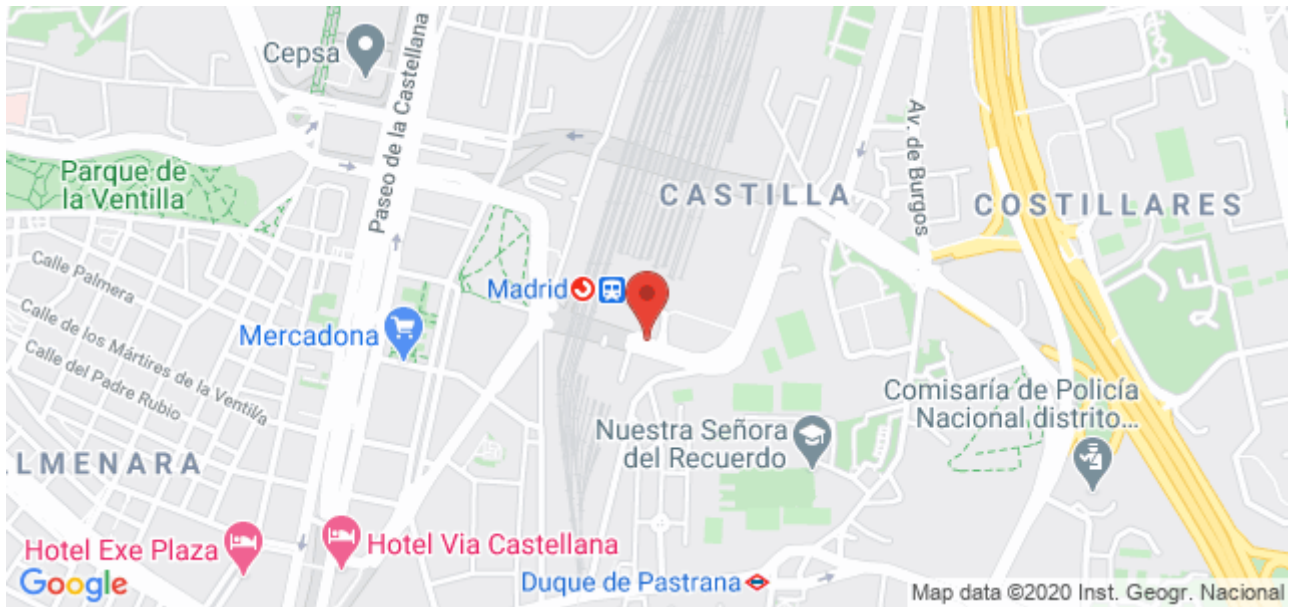 Cepsa
Paseo de la Castellana
Av. de Burgos
Parque de
la Ventilla
CASTILLA
COSTILLARES
Calle Palmera
Madrid
Calle de los Mártires de la Ventilla
Mercadona
Calle del Padre Rubio
Comisaría de Policía
Nacional distrito...
Nuestra Señora
del Recuerdo
LMENARA
Hotel Exe Plaza
Hotel Via Castellana
Google
Duque de Pastrana
Map data ©2020 Inst. Geogr. Nacional